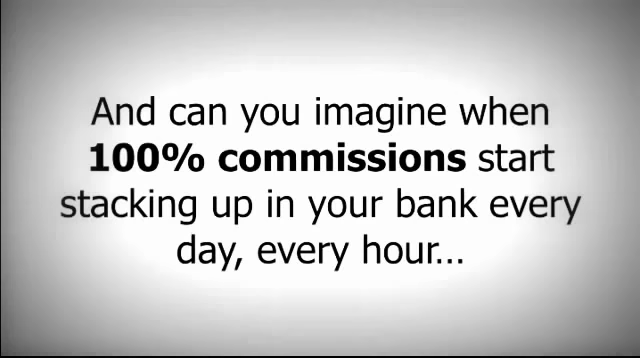 And can you imagine when
100% commissions start
stacking up in your bank every
day, every hour...